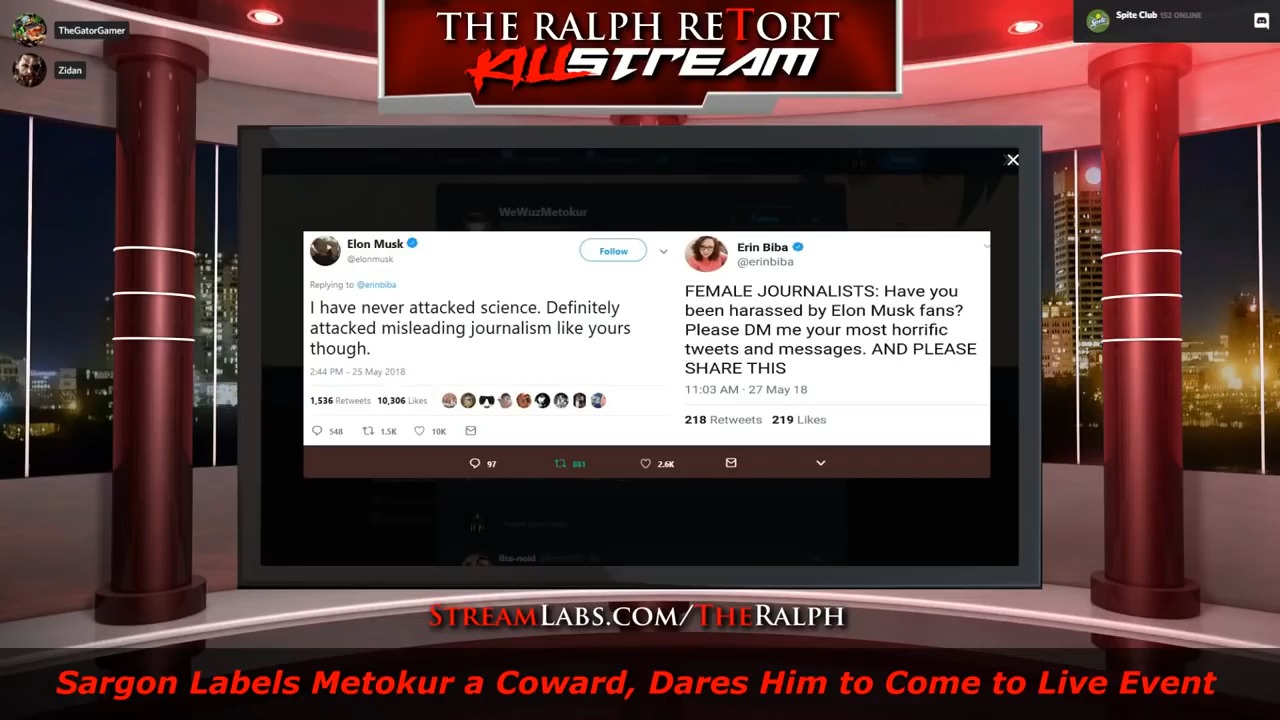 TheGatorGamer
Zidan
THE RALPH RETORT
KILLSTREAM
Spite Club 152 ONLINE
WeWuzMetokur
Follow
Elon Musk
@elonmusk
Follow
Replying to @erinbiba
I have never attacked science. Definitely
attacked misleading journalism like yours
though.
2:44 PM - 25 May 2018
1,536 Retweets 10,306 Likes
548 1.5K 10K
Erin Biba
@erinbiba
FEMALE JOURNALISTS: Have you
been harassed by Elon Musk fans?
Please DM me your most horrific
tweets and messages. AND PLEASE
SHARE THIS
11:03 AM · 27 May 18
218 Retweets 219 Likes
97 881 2.6K
Bra-noid
STREAMLABS.COM/THERALPH
Sargon Labels Metokur a Coward, Dares Him to Come to Live Event